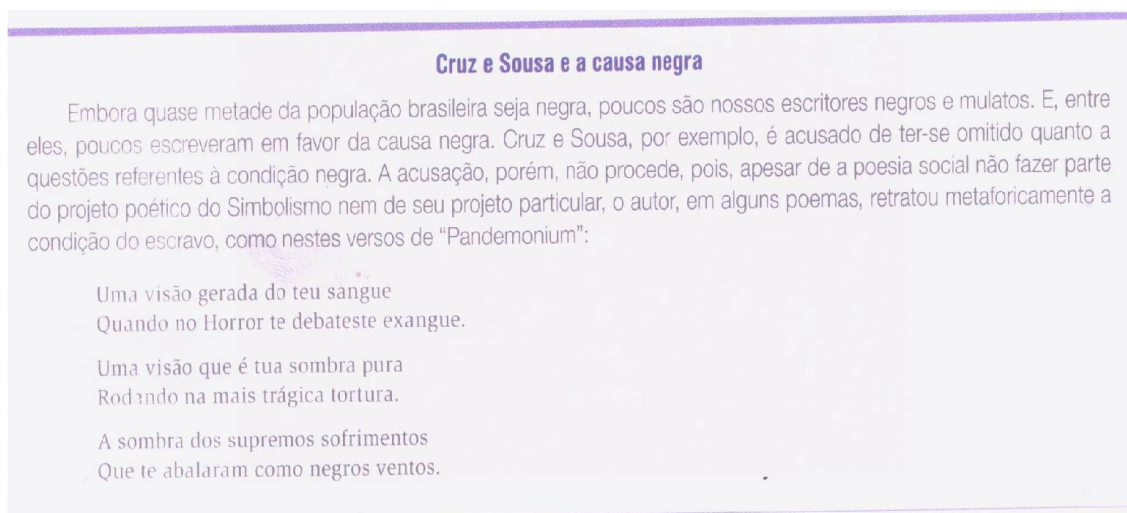 Cruz e Sousa e a causa negra
Embora quase metade da população brasileira seja negra, poucos são nossos escritores negros e mulatos. E, entre
eles, poucos escreveram em favor da causa negra. Cruz e Sousa, por exemplo, é acusado de ter-se omitido quanto a
questões referentes à condição negra. A acusação, porém, não procede, pois, apesar de a poesia social não fazer parte
do projeto poético do Simbolismo nem de seu projeto particular, o autor, em alguns poemas, retratou metaforicamente a
condição do escravo, como nestes versos de “Pandemonium”:
Uma visão gerada do teu sangue
Quando no Horror te debateste exangue.
Uma visão que é tua sombra pura
Rodando na mais trágica tortura.
A sombra dos supremos sofrimentos
Que te abalaram como negros ventos.